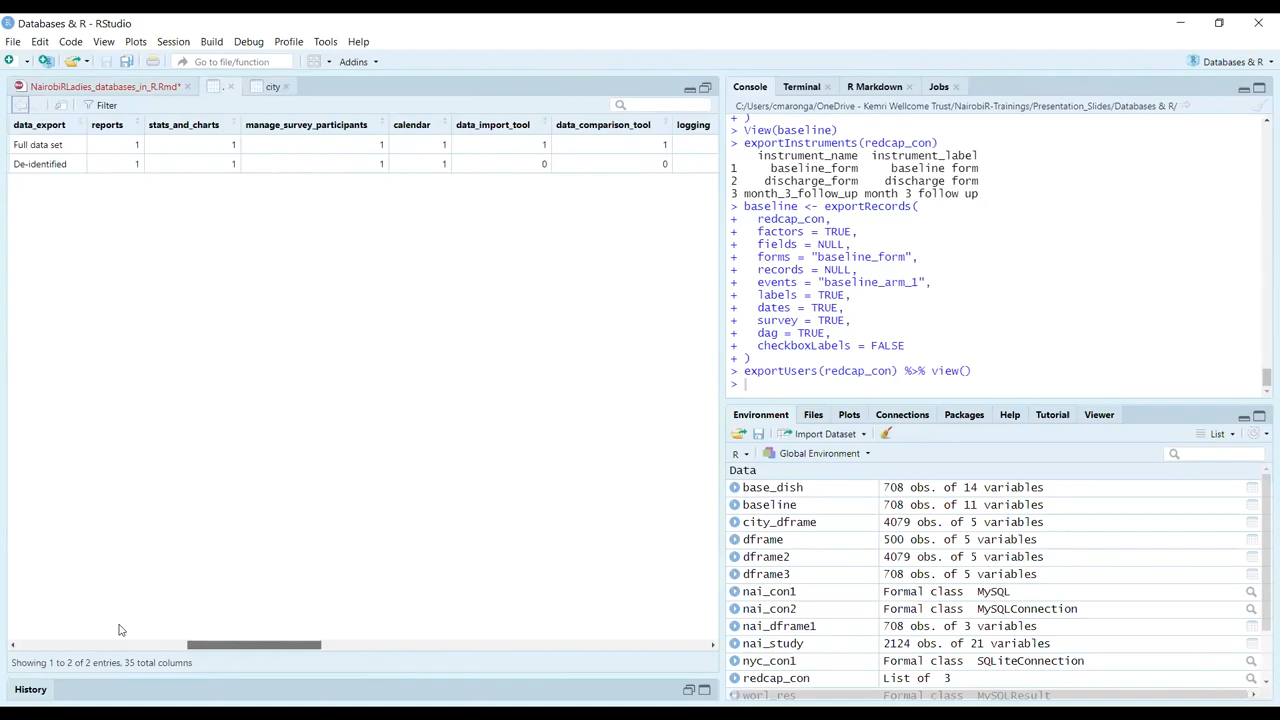 Databases & R - RStudio
File Edit Code View Plots Session Build Debug Profile Tools Help
Go to file/function Addins Databases & R
NairobiRLadies_databases_in_R.Rmd* . city
Filter
data_export reports stats_and_charts manage_survey_participants calendar data_import_tool data_comparison_tool logging
Full data set 1 1 1 1 1 1
De-identified 1 1 1 1 0 0
Showing 1 to 2 of 2 entries, 35 total columns
History
Console Terminal R Markdown Jobs
C:/Users/cmaronga/OneDrive - Kemri Wellcome Trust/NairobiR-Trainings/Presentation_Slides/Databases & R/
+ )
> View(baseline)
> exportInstruments(redcap_con)
instrument_name instrument_label
1 baseline_form baseline form
2 discharge_form discharge form
3 month_3_follow_up month 3 follow up
> baseline <- exportRecords(
+ redcap_con,
+ factors = TRUE,
+ fields = NULL,
+ forms = "baseline_form",
+ records = NULL,
+ events = "baseline_arm_1",
+ labels = TRUE,
+ dates = TRUE,
+ survey = TRUE,
+ dag = TRUE,
+ checkboxLabels = FALSE
+ )
> exportUsers(redcap_con) %>% view()
>
Environment Files Plots Connections Packages Help Tutorial Viewer
Import Dataset List
R Global Environment
Data
base_dish 708 obs. of 14 variables
baseline 708 obs. of 11 variables
city_dframe 4079 obs. of 5 variables
dframe 500 obs. of 5 variables
dframe2 4079 obs. of 5 variables
dframe3 708 obs. of 5 variables
nai_con1 Formal class MySQL
nai_con2 Formal class MySQLConnection
nai_dframe1 708 obs. of 3 variables
nai_study 2124 obs. of 21 variables
nyc_con1 Formal class SQLiteConnection
redcap_con List of 3
worl_res Formal class MySQLResult